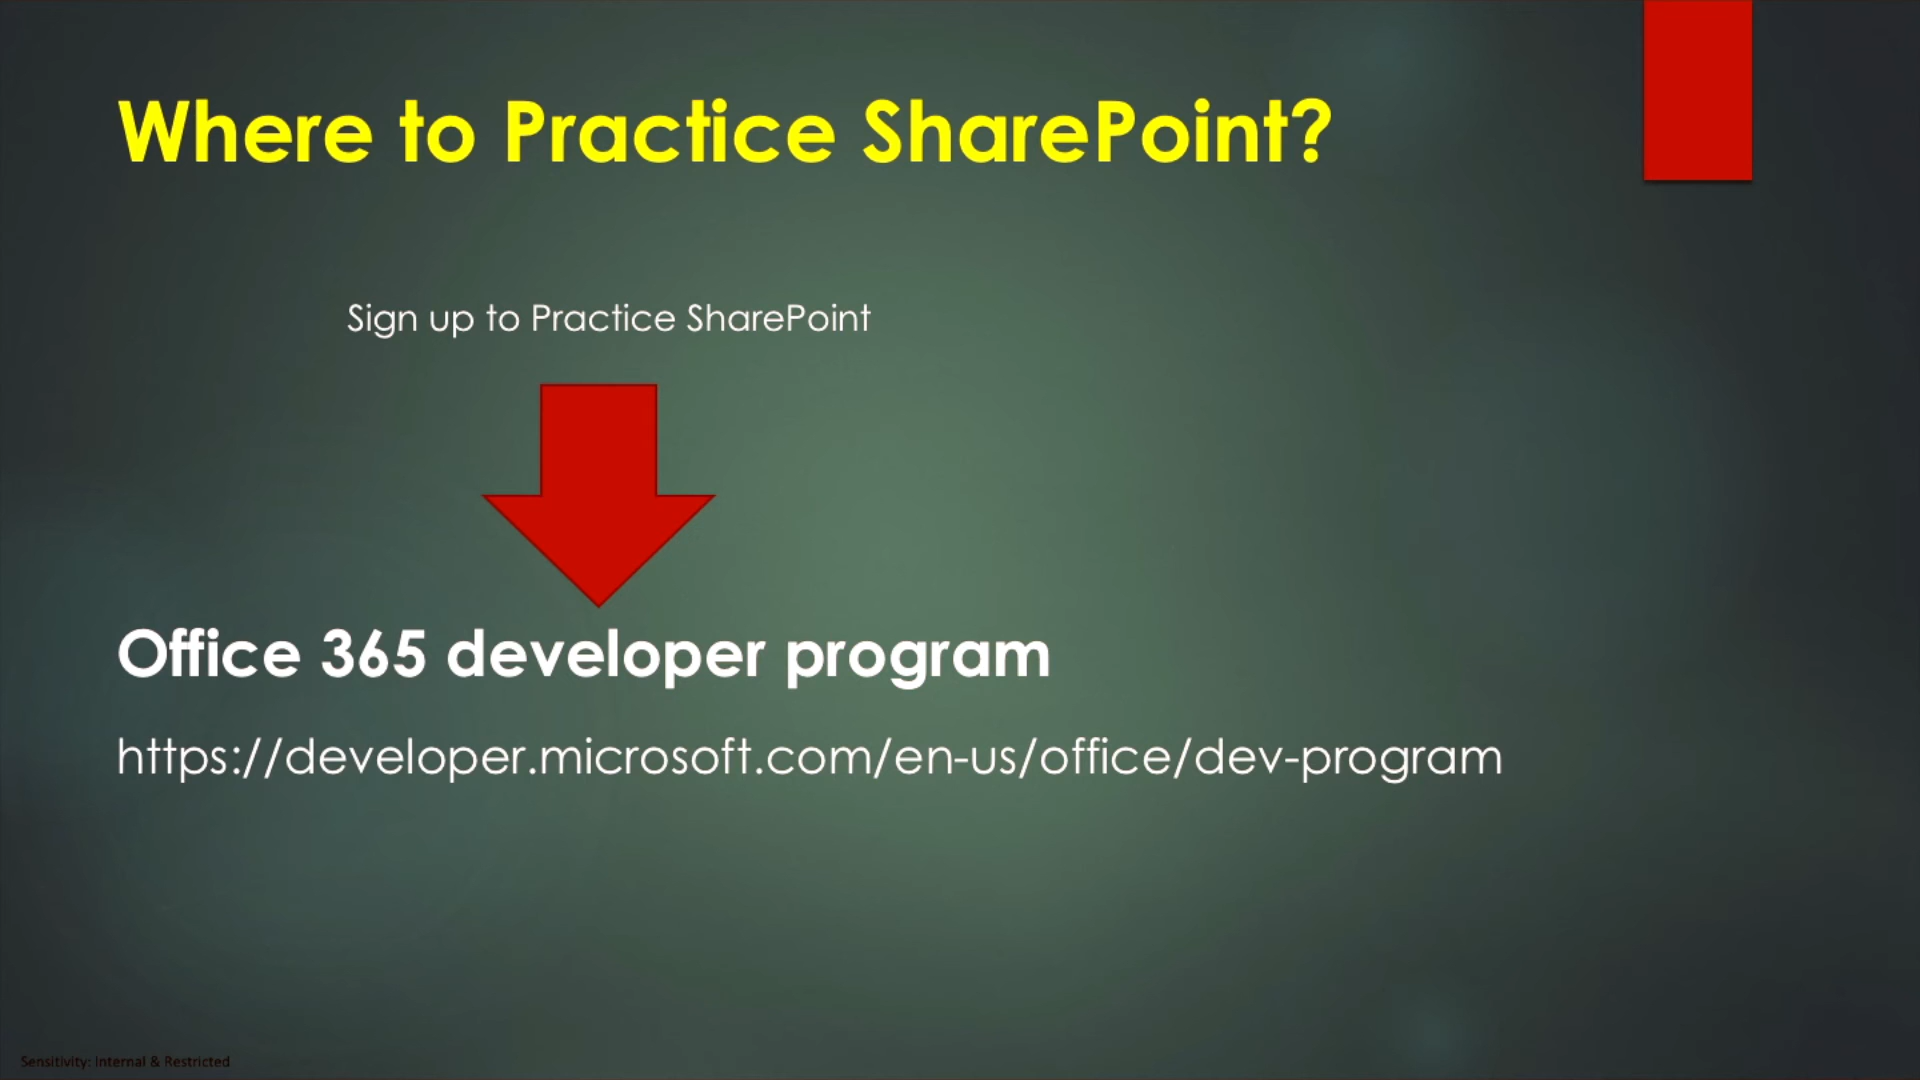 Where to Practice SharePoint?
Sign up to Practice SharePoint
Office 365 developer program
https://developer.microsoft.com/en-us/office/dev-program
Sensitivity: Internal & Restricted